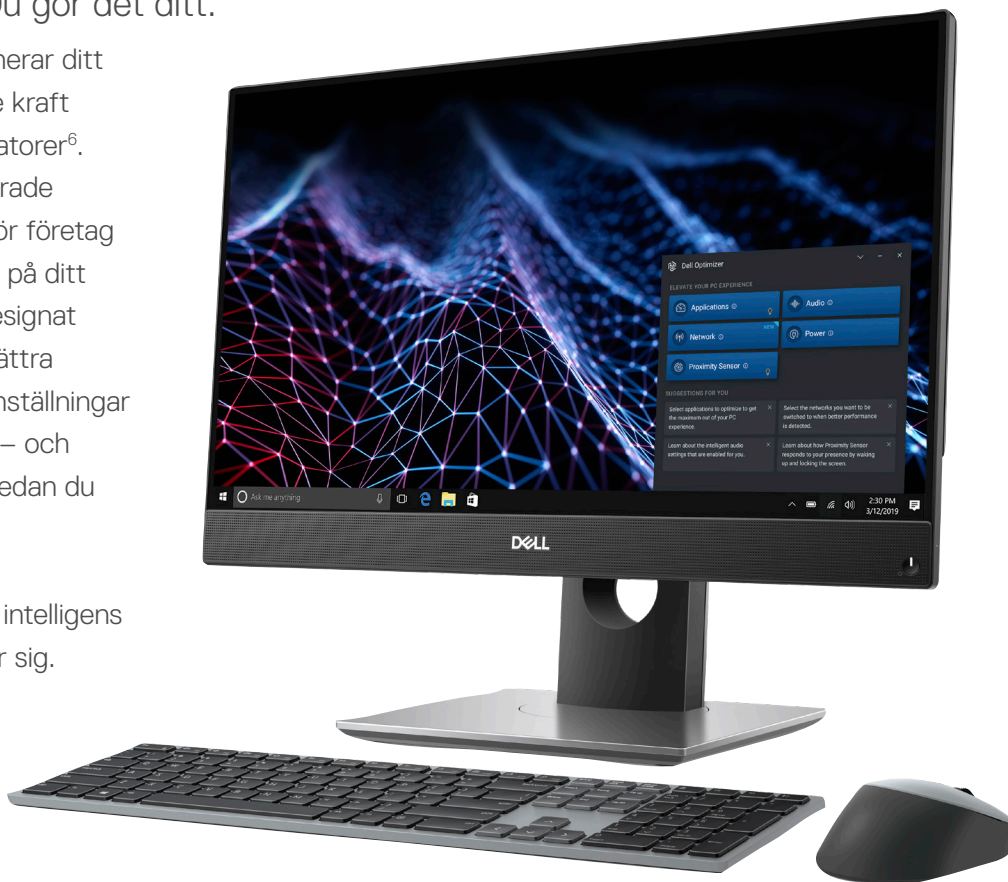 Du gör det ditt.
nerar ditt
e kraft
atorer⁶.
rade
ör företag
på ditt
esignat
ättra
nställningar
– och
edan du
intelligens
r sig.
Dell Optimizer
ELEVATE YOUR PC EXPERIENCE
Applications
Audio
Network
NEW
Power
Proximity Sensor
SUGGESTIONS FOR YOU
Select applications to optimize to get
the maximum out of your PC
experience.
Select the networks you want to be
switched to when better performance
is detected.
Learn about the intelligent audio
settings that are enabled for you.
Learn about how Proximity Sensor
responds to your presence by waking
up and locking the screen.
Ask me anything
2:30 PM
3/12/2019
DELL